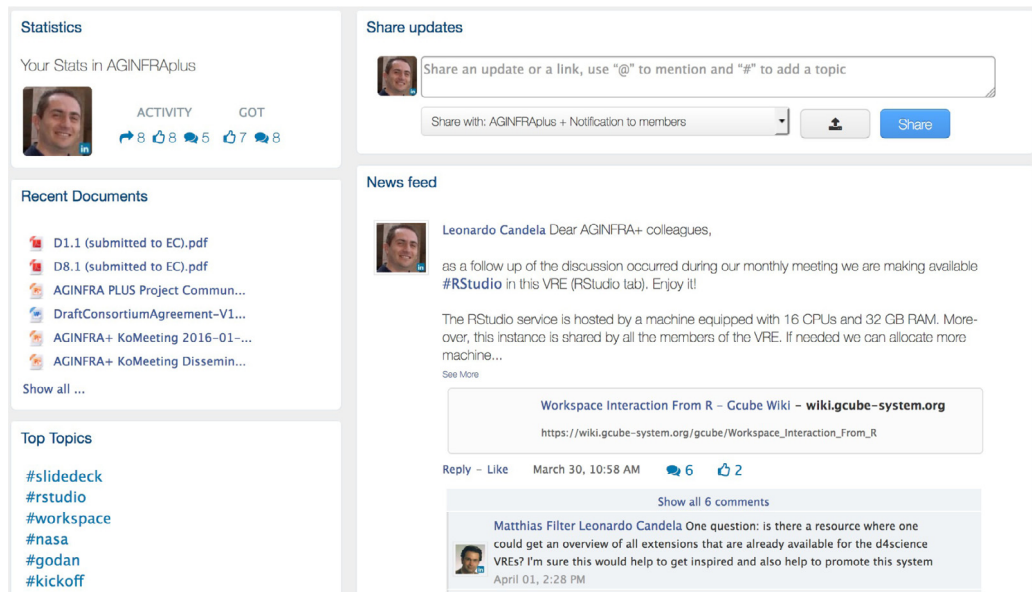 Statistics
Your Stats in AGINFRAplus
ACTIVITY GOT
8 8 5 7 8
in
Recent Documents
D1.1 (submitted to EC).pdf
D8.1 (submitted to EC).pdf
AGINFRA PLUS Project Commun...
DraftConsortiumAgreement-V1...
AGINFRA+ KoMeeting 2016-01-...
AGINFRA+ KoMeeting Dissemin...
Show all ...
Top Topics
#slidedeck
#rstudio
#workspace
#nasa
#godan
#kickoff
Share updates
in
Share an update or a link, use “@” to mention and “#” to add a topic
Share with: AGINFRAplus + Notification to members
Share
News feed
in
Leonardo Candela Dear AGINFRA+ colleagues,
as a follow up of the discussion occurred during our monthly meeting we are making available
#RStudio in this VRE (RStudio tab). Enjoy it!
The RStudio service is hosted by a machine equipped with 16 CPUs and 32 GB RAM. More-
over, this instance is shared by all the members of the VRE. If needed we can allocate more
machine...
See More
Workspace Interaction From R - Gcube Wiki - wiki.gcube-system.org
https://wiki.gcube-system.org/gcube/Workspace_Interaction_From_R
Reply - Like March 30, 10:58 AM 6 2
Show all 6 comments
Matthias Filter Leonardo Candela One question: is there a resource where one
could get an overview of all extensions that are already available for the d4science
VREs? I'm sure this would help to get inspired and also help to promote this system
in
April 01, 2:28 PM